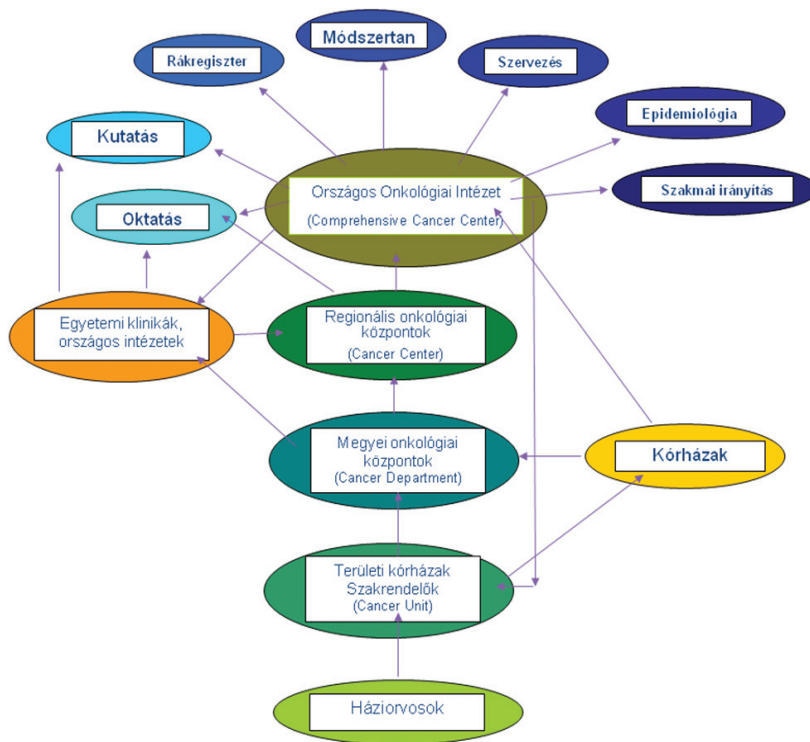 Módszertan
Rákregiszter
Szervezés
Epidemiológia
Kutatás
Szakmai irányítás
Országos Onkológiai Intézet
(Comprehensive Cancer Center)
Oktatás
Egyetemi klinikák,
országos intézetek
Regionális onkológiai
központok
(Cancer Center)
Megyei onkológiai
központok
(Cancer Department)
Kórházak
Területi kórházak
Szakrendelők
(Cancer Unit)
Háziorvosok